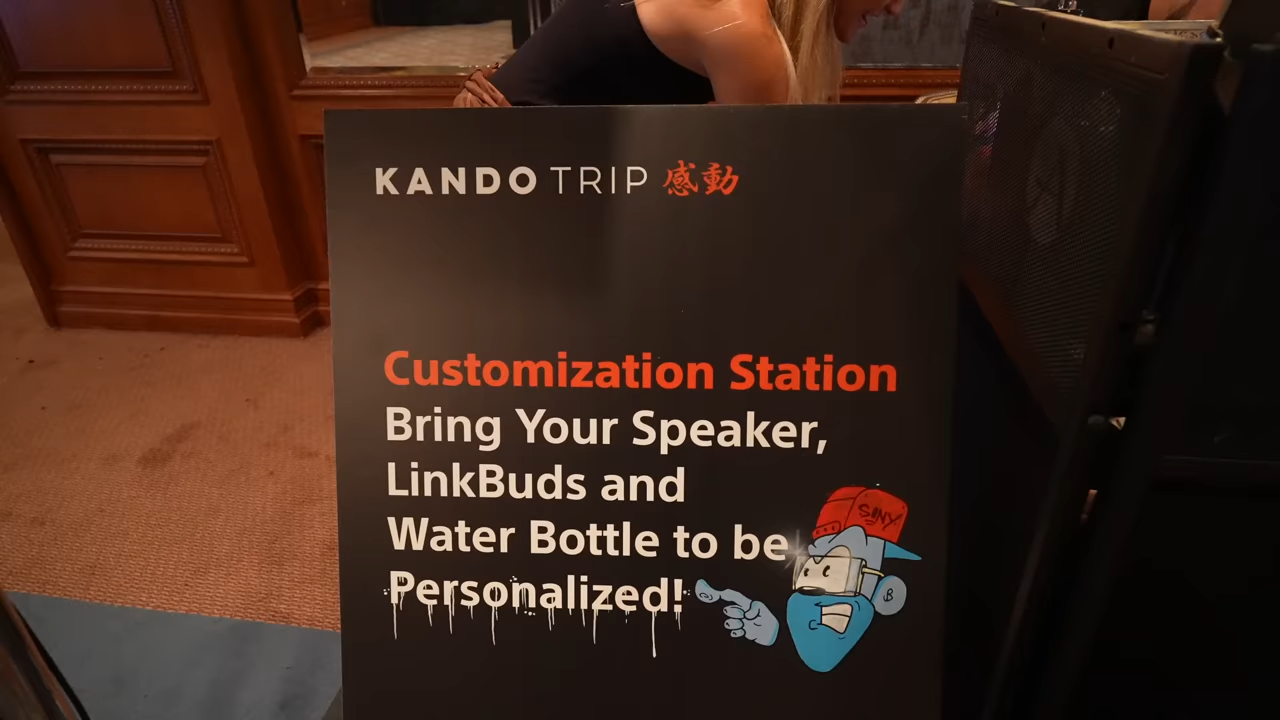 KANDO TRIP 感動
Customization Station
Bring Your Speaker,
LinkBuds and
Water Bottle to be
Personalized!
SONY
B